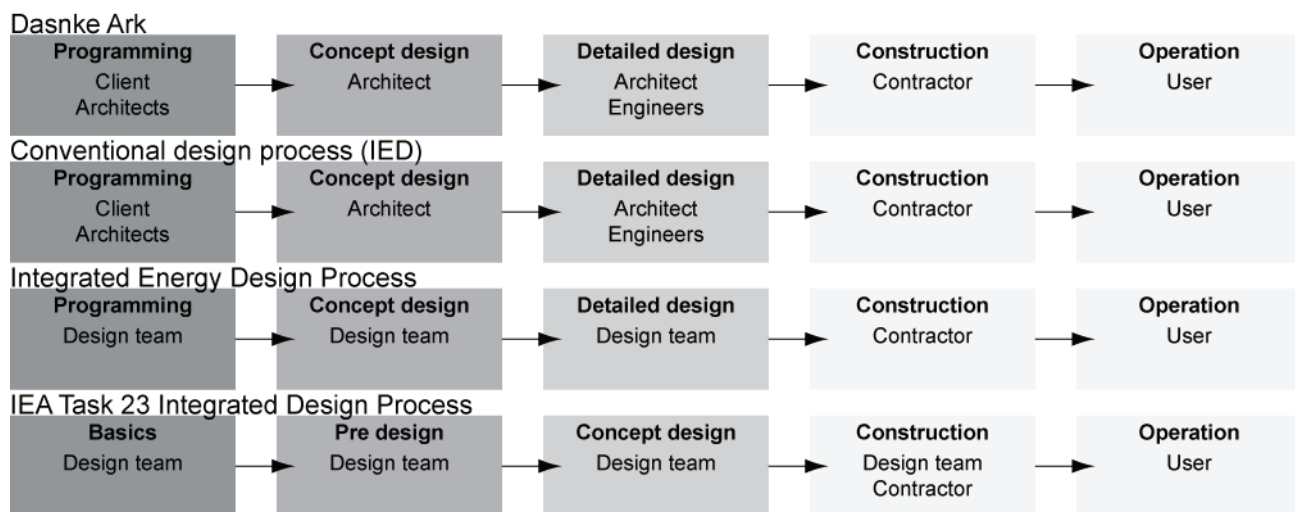 Dasnke Ark
Programming Concept design Detailed design Construction Operation
Client Architect Architect Contractor User
Architects Engineers
Conventional design process (IED)
Programming Concept design Detailed design Construction Operation
Client Architect Architect Contractor User
Architects Engineers
Integrated Energy Design Process
Programming Concept design Detailed design Construction Operation
Design team Design team Design team Contractor User
IEA Task 23 Integrated Design Process
Basics Pre design Concept design Construction Operation
Design team Design team Design team Design team User
Contractor